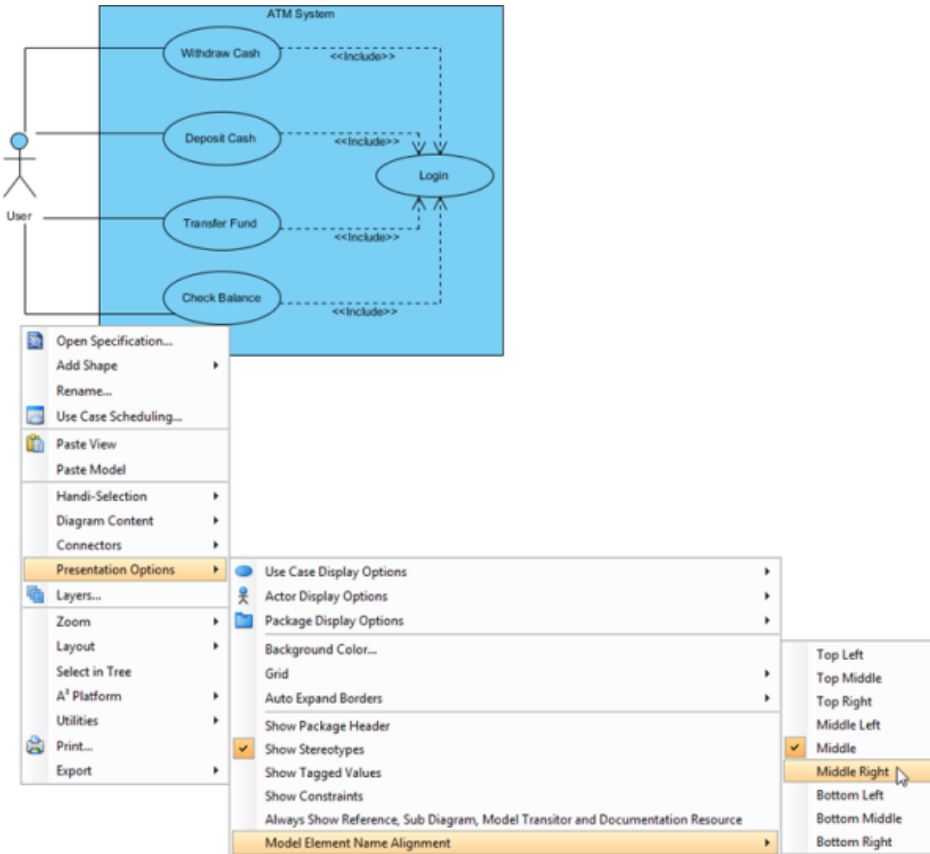 ATM System
Withdraw Cash
<<Include>>
Deposit Cash
<<Include>>
Login
User
Transfer Fund
<<Include>>
Check Balance
<<Include>>
Open Specification...
Add Shape
Rename...
Use Case Scheduling...
Paste View
Paste Model
Handi-Selection
Diagram Content
Connectors
Presentation Options
Layers...
Zoom
Layout
Select in Tree
A³ Platform
Utilities
Print...
Export
Use Case Display Options
Actor Display Options
Package Display Options
Background Color...
Grid
Auto Expand Borders
Show Package Header
Show Stereotypes
Show Tagged Values
Show Constraints
Always Show Reference, Sub Diagram, Model Transitor and Documentation Resource
Model Element Name Alignment
Top Left
Top Middle
Top Right
Middle Left
Middle
Middle Right
Bottom Left
Bottom Middle
Bottom Right